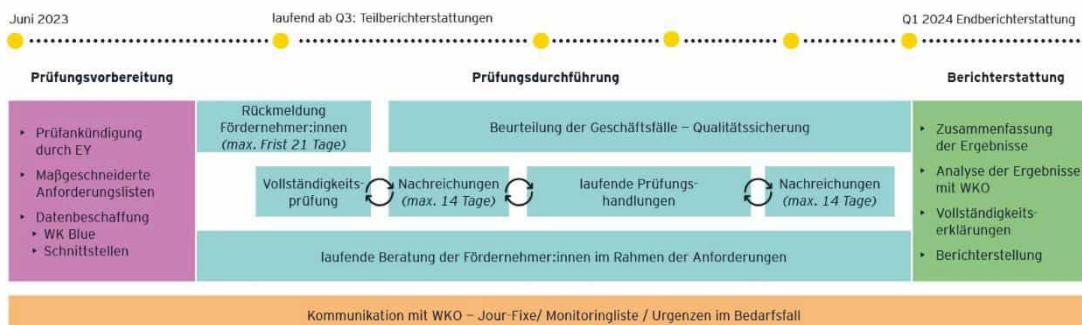 Juni 2023
laufend ab Q3: Teilberichterstattungen
Q1 2024 Endberichterstattung
Prüfungsvorbereitung
Prüfungsdurchführung
Berichterstattung
▸ Prüfankündigung
durch EY
▸ Maßgeschneiderte
Anforderungslisten
▸ Datenbeschaffung
▸ WK Blue
▸ Schnittstellen
Rückmeldung
Fördernehmer:innen
(max. Frist 21 Tage)
Beurteilung der Geschäftsfälle – Qualitätssicherung
Vollständigkeits-
prüfung
Nachreichungen
(max. 14 Tage)
laufende Prüfungs-
handlungen
Nachreichungen
(max. 14 Tage)
laufende Beratung der Fördernehmer:innen im Rahmen der Anforderungen
▸ Zusammenfassung
der Ergebnisse
▸ Analyse der Ergebnisse
mit WKO
▸ Vollständigkeits-
erklärungen
▸ Berichterstellung
Kommunikation mit WKO – Jour-Fixe/ Monitoringliste / Urgenzen im Bedarfsfall